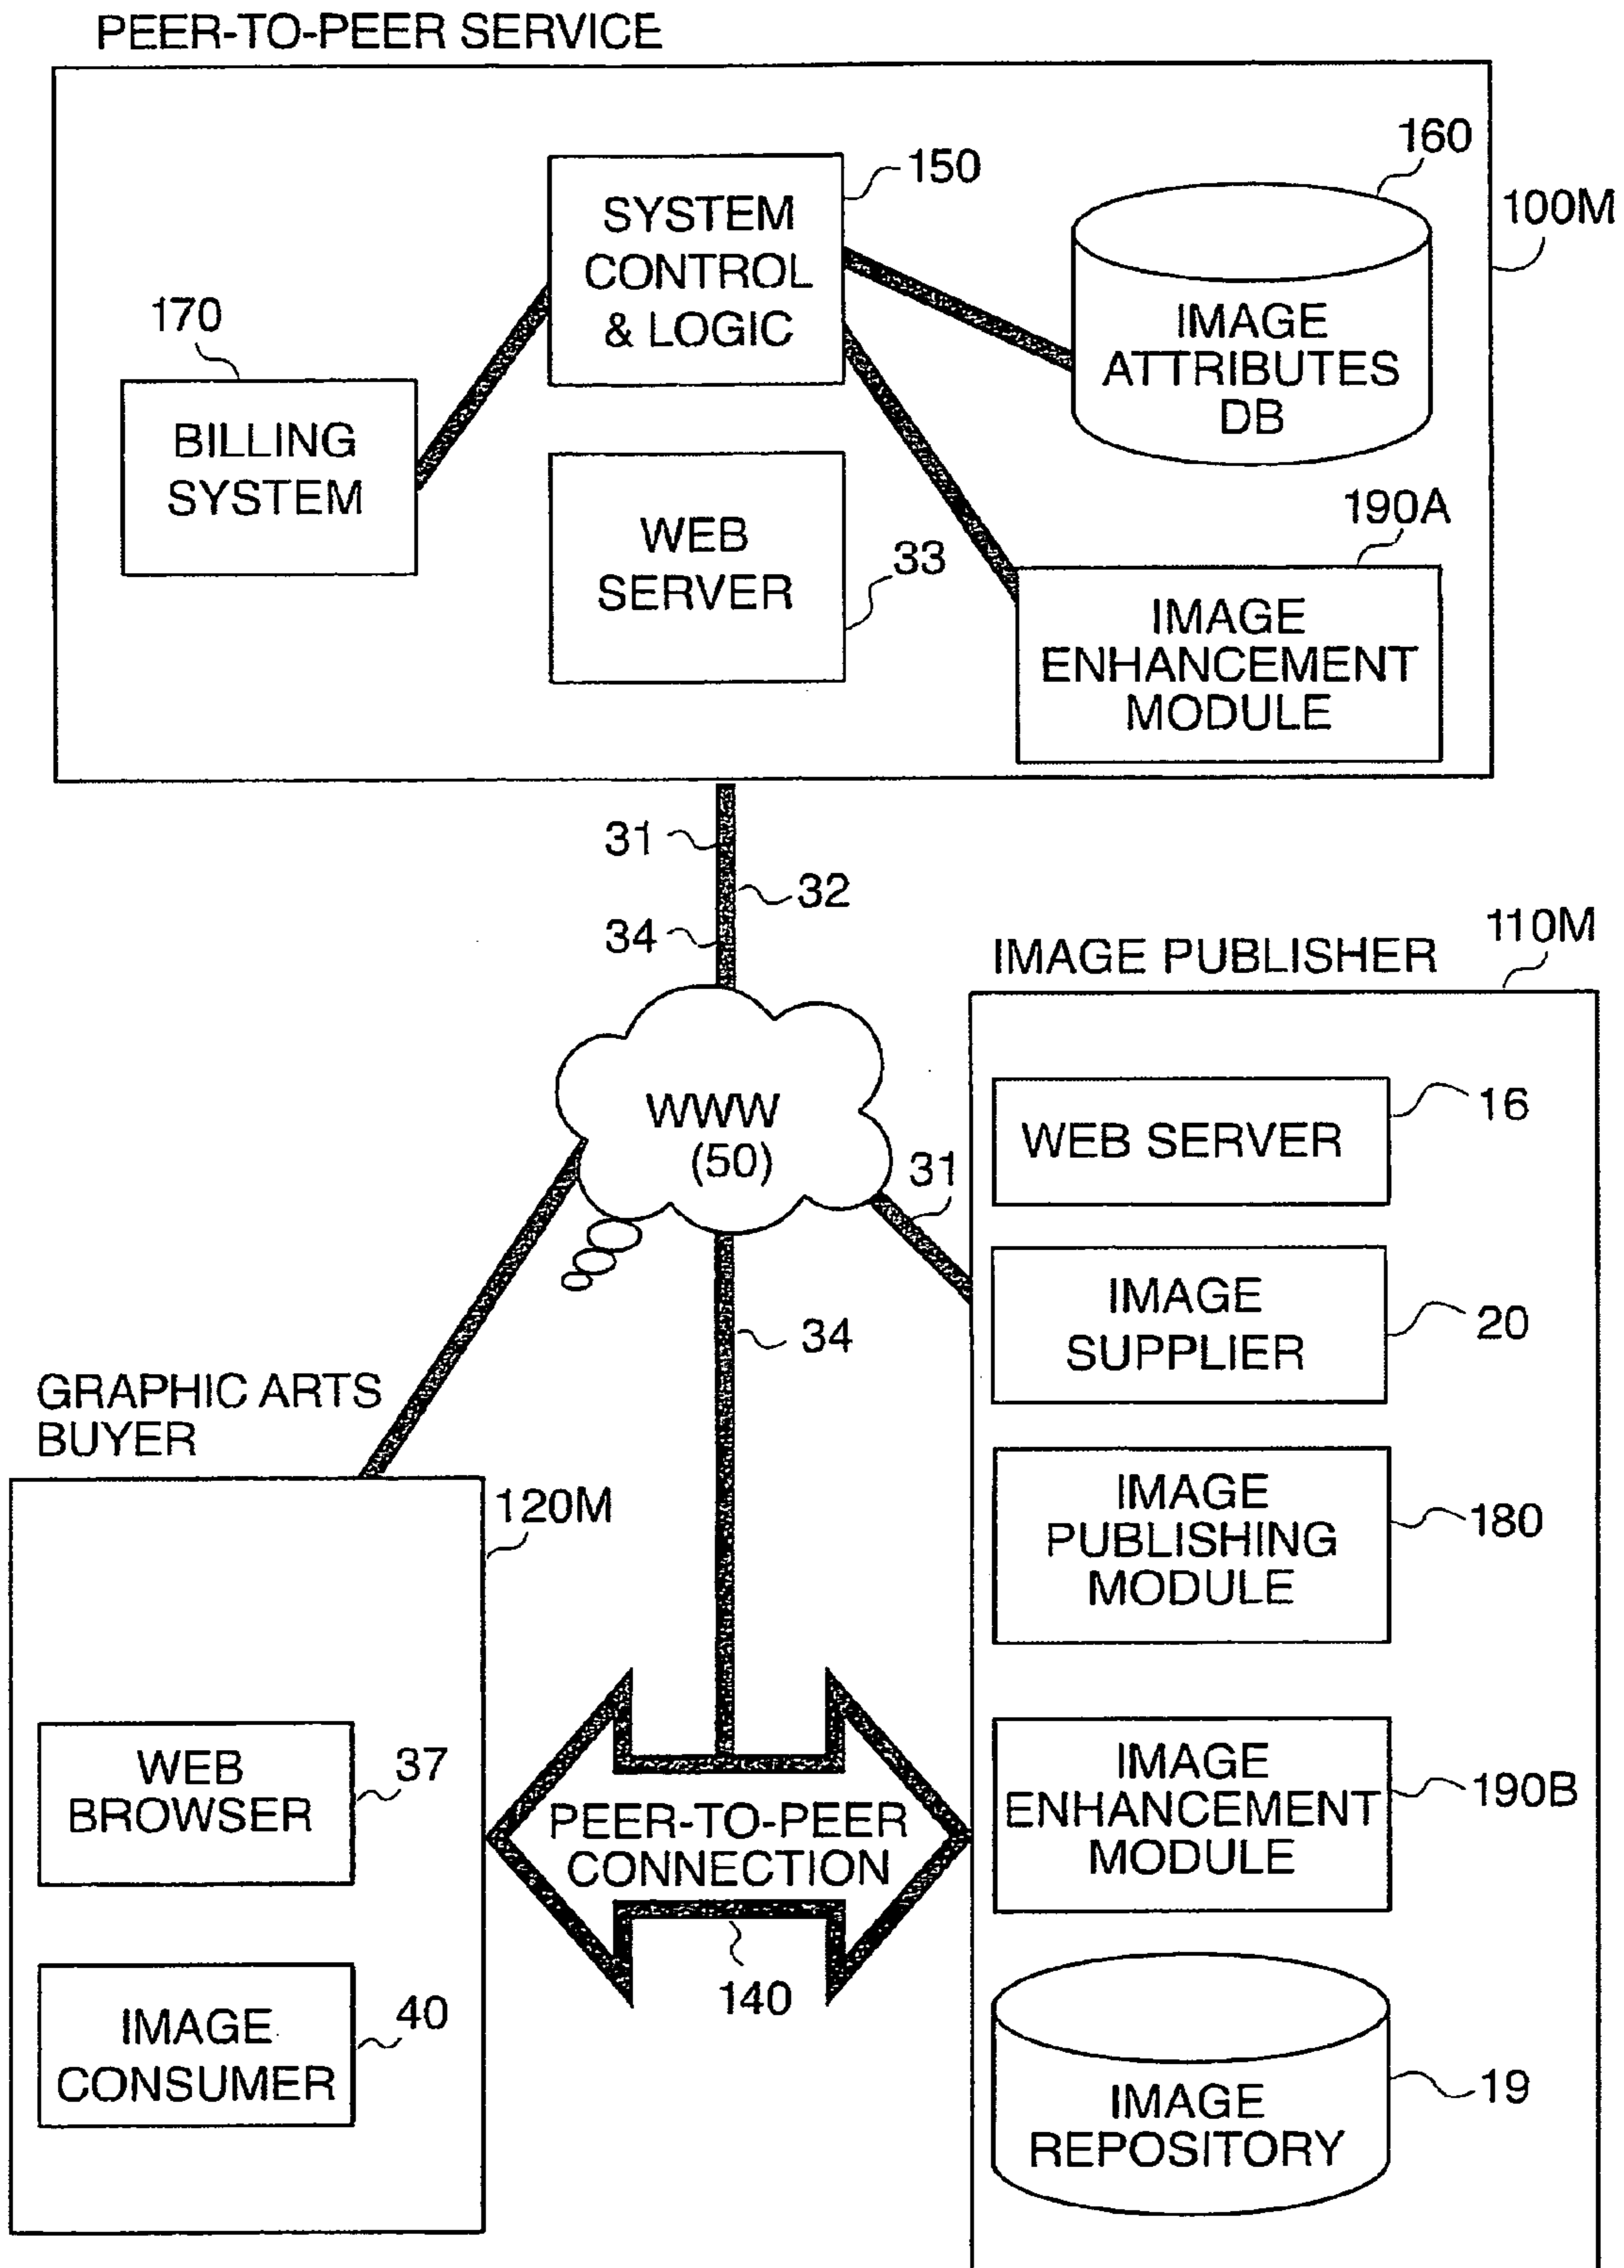 PEER-TO-PEER SERVICE
160
150
100M
SYSTEM
CONTROL
& LOGIC
170
IMAGE
ATTRIBUTES
DB
BILLING
SYSTEM
190A
WEB
SERVER
33
IMAGE
ENHANCEMENT
MODULE
31
32
34
110M
IMAGE PUBLISHER
WWW
(50)
16
WEB SERVER
31
IMAGE
SUPPLIER
20
34
GRAPHIC ARTS
BUYER
120M
IMAGE
PUBLISHING
MODULE
180
WEB
BROWSER
37
PEER-TO-PEER
CONNECTION
140
IMAGE
ENHANCEMENT
MODULE
190B
IMAGE
CONSUMER
40
IMAGE
REPOSITORY
19